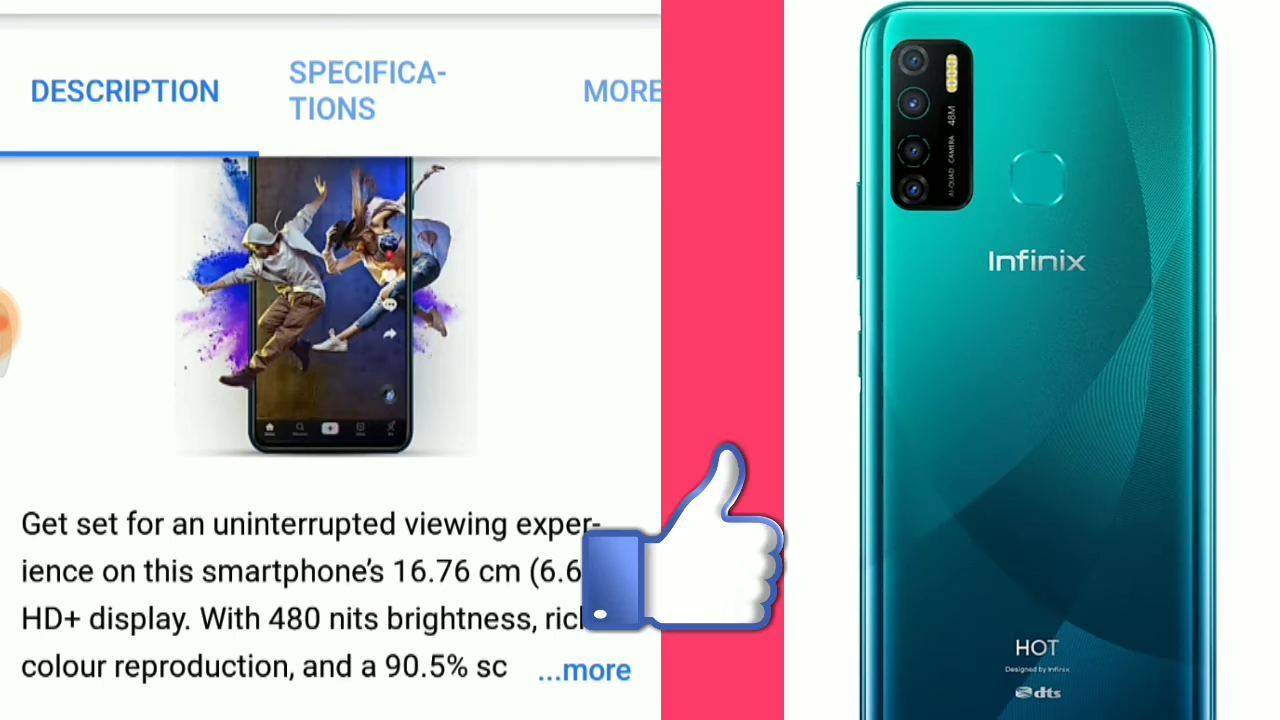 DESCRIPTION
SPECIFICA-
TIONS
MORE
Get set for an uninterrupted viewing exper-
ience on this smartphone’s 16.76 cm (6.6
HD+ display. With 480 nits brightness, rich
colour reproduction, and a 90.5% sc ...more
48M
AI-QUAD CAMERA
Infinix
HOT
Designed by Infinix
dts